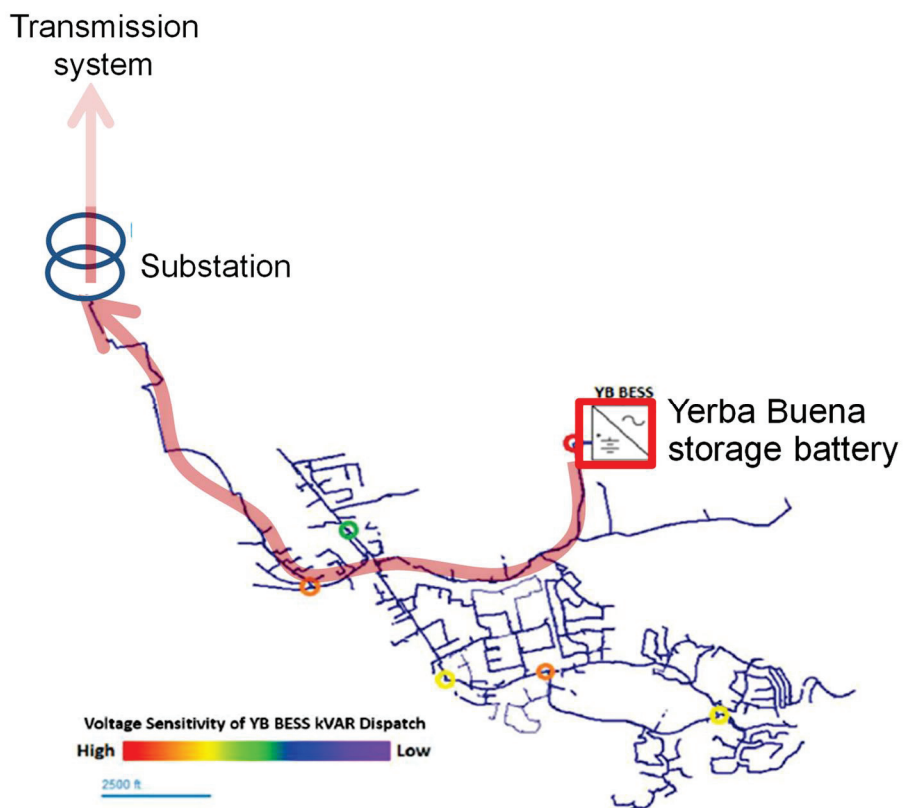 Transmission
system
Substation
YB BESS
Yerba Buena
storage battery
Voltage Sensitivity of YB BESS kVAR Dispatch
High
Low
2500 ft